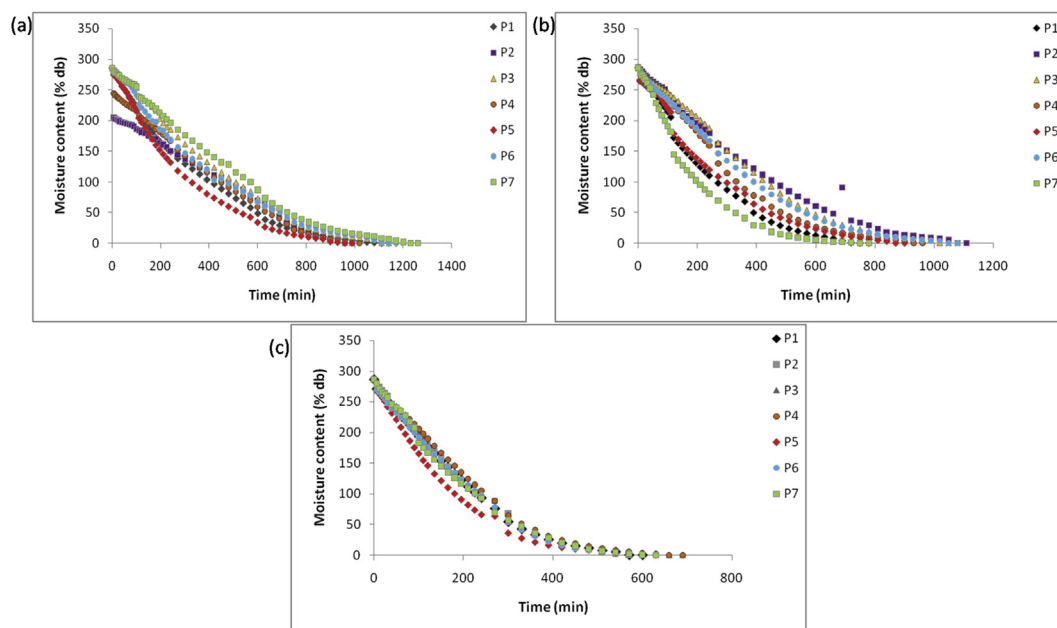 (a)
350
300
250
200
150
100
50
0
Moisture content (% db)
0 200 400 600 800 1000 1200 1400
Time (min)
P1
P2
P3
P4
P5
P6
P7
(b)
350
300
250
200
150
100
50
0
Moisture content (% db)
0 200 400 600 800 1000 1200
Time (min)
P1
P2
P3
P4
P5
P6
P7
(c)
350
300
250
200
150
100
50
0
Moisture content (% db)
0 200 400 600 800
Time (min)
P1
P2
P3
P4
P5
P6
P7